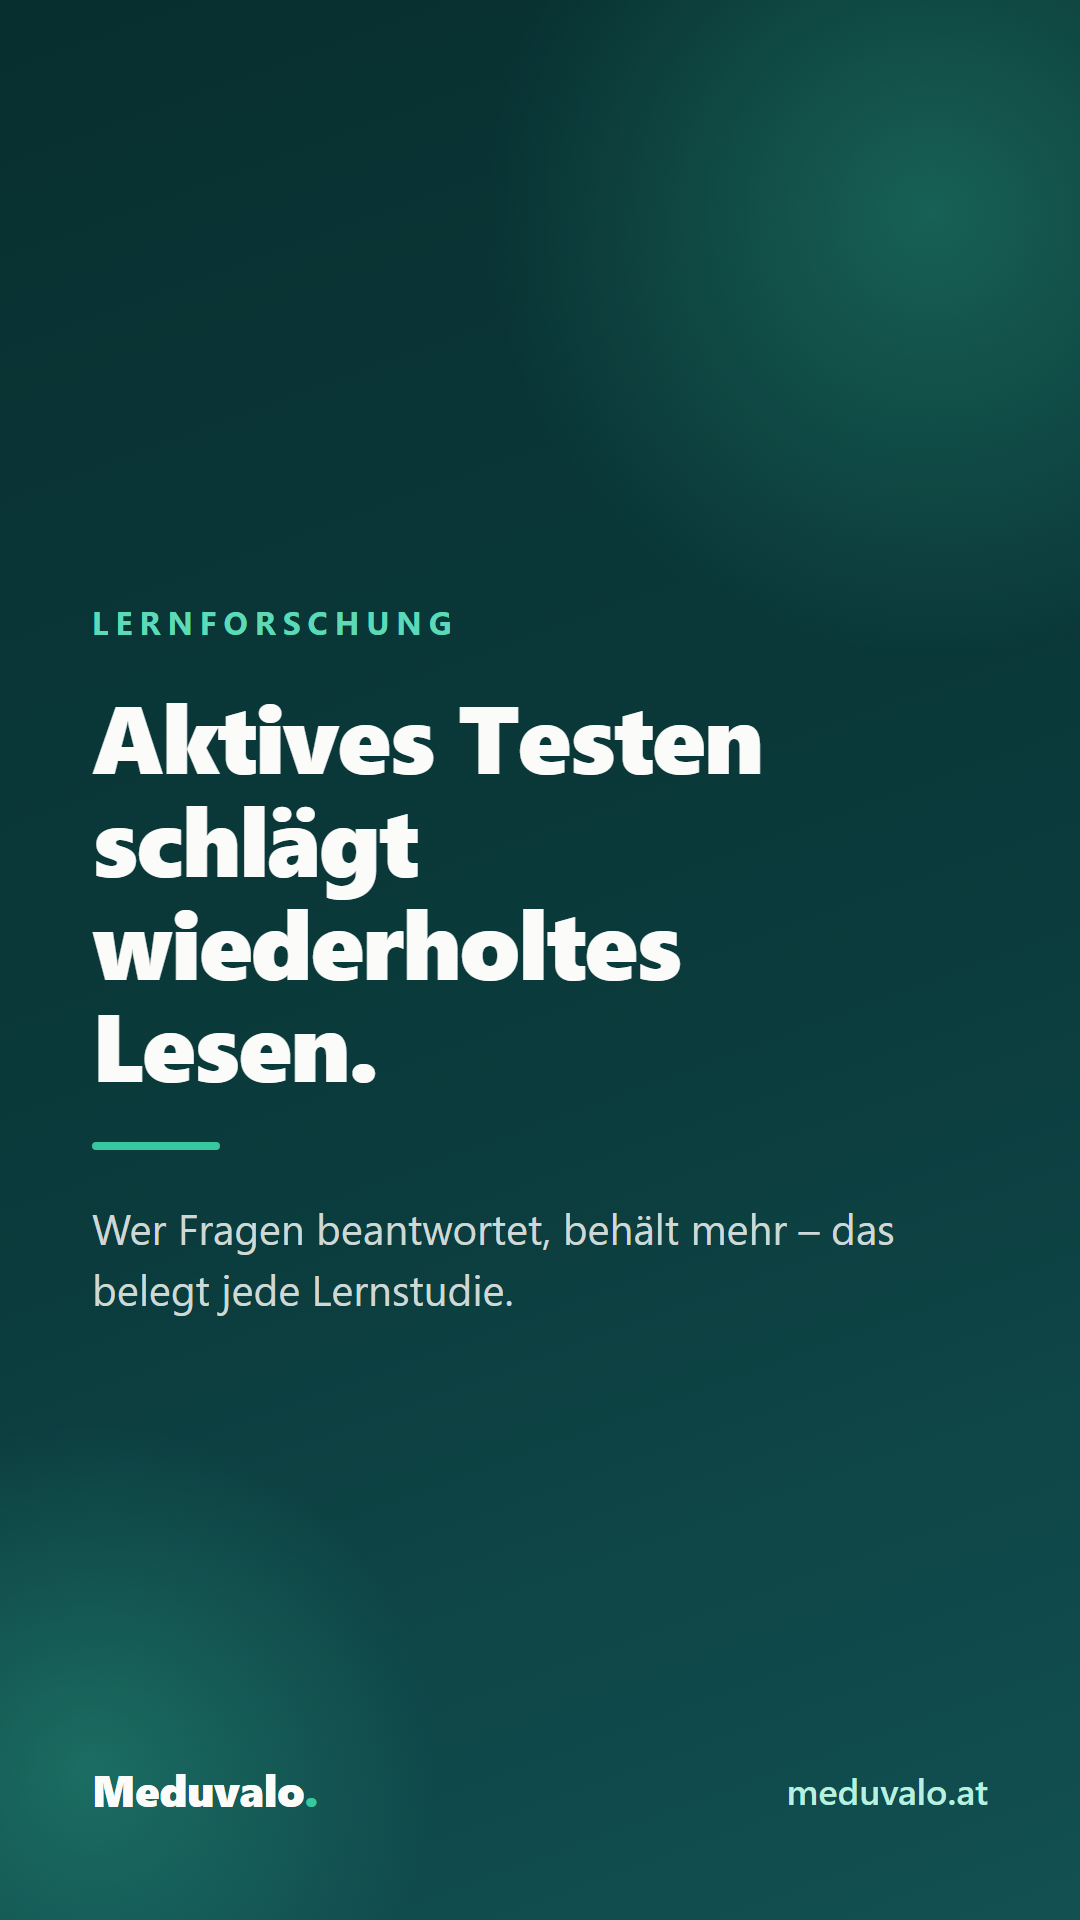 LERNFORSCHUNG
Aktives Testen
schlägt
wiederholtes
Lesen.
Wer Fragen beantwortet, behält mehr – das
belegt jede Lernstudie.
Meduvalo.
meduvalo.at